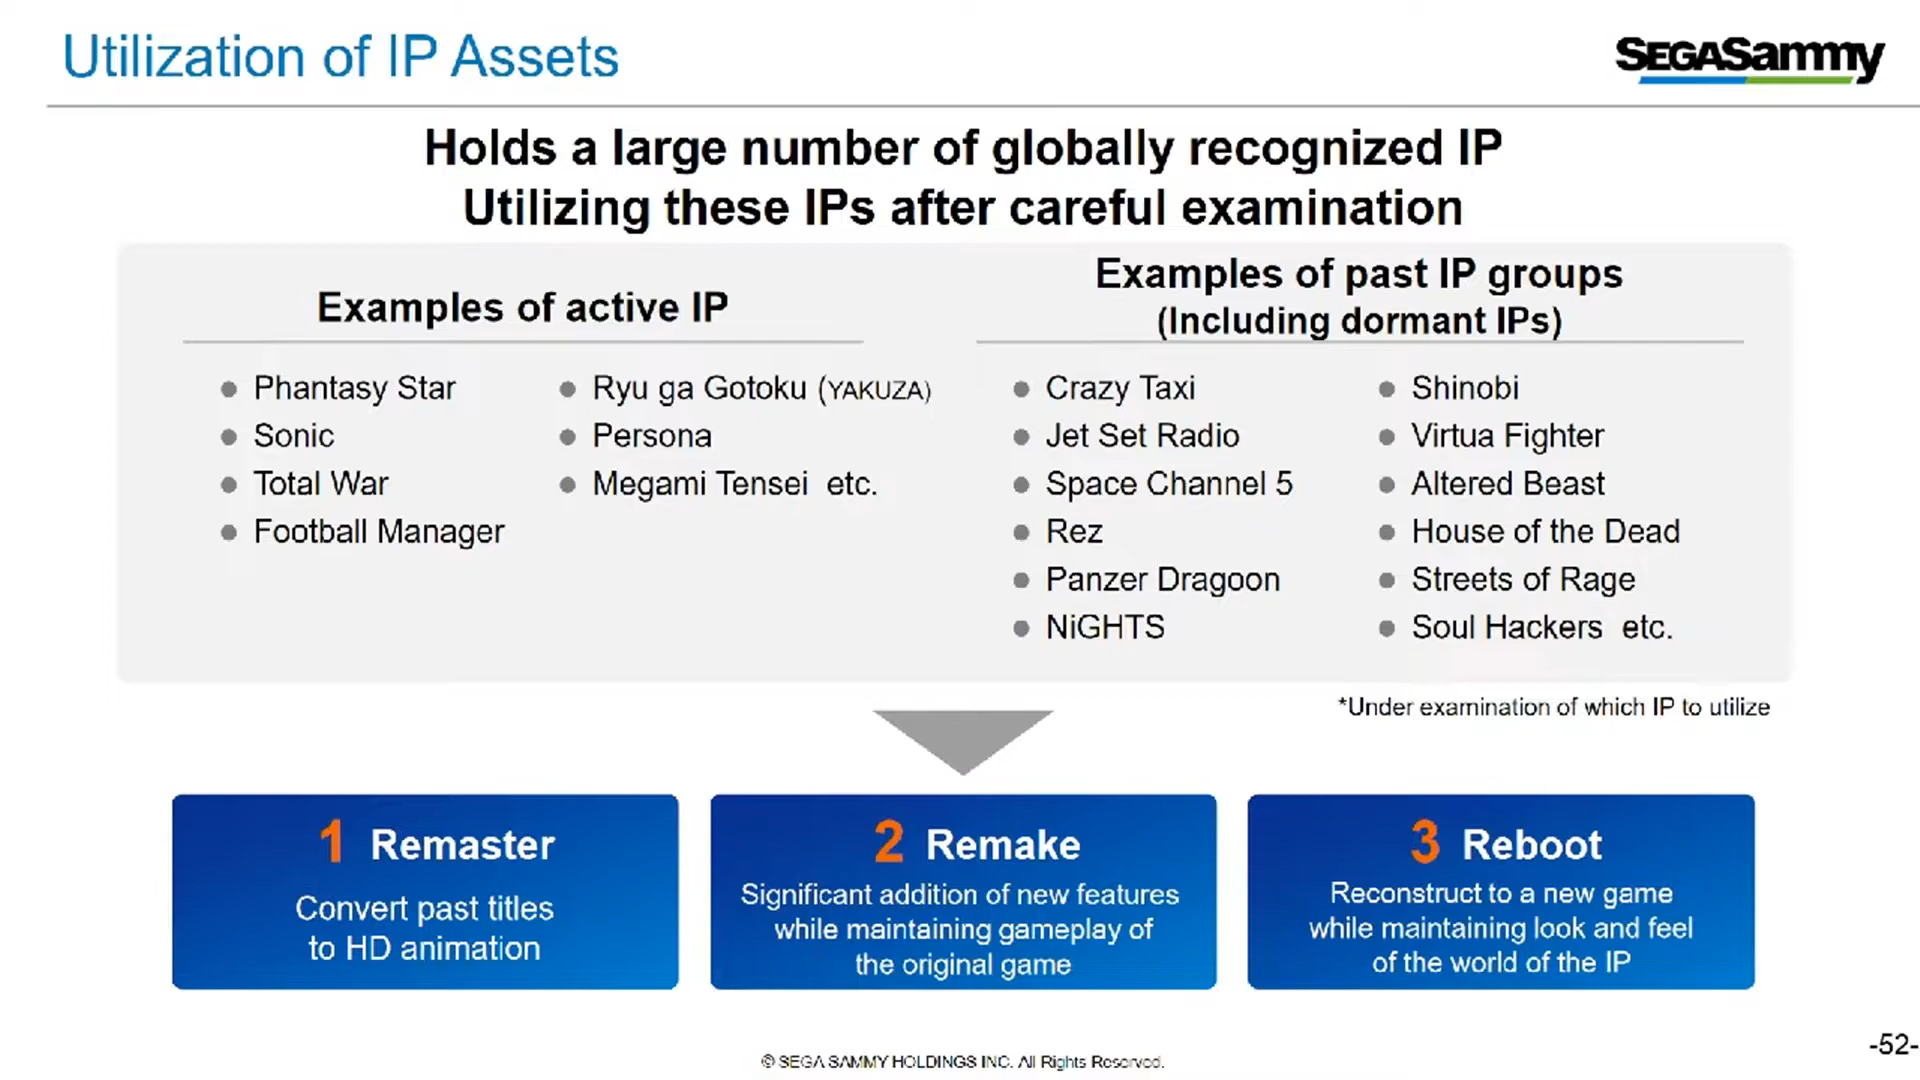 Utilization of IP Assets
SEGASammy
Holds a large number of globally recognized IP
Utilizing these IPs after careful examination
Examples of active IP
Phantasy Star
Sonic
Total War
Football Manager
Ryu ga Gotoku (YAKUZA)
Persona
Megami Tensei etc.
Examples of past IP groups
(Including dormant IPs)
Crazy Taxi
Jet Set Radio
Space Channel 5
Rez
Panzer Dragoon
NiGHTS
Shinobi
Virtua Fighter
Altered Beast
House of the Dead
Streets of Rage
Soul Hackers etc.
*Under examination of which IP to utilize
1 Remaster
Convert past titles
to HD animation
2 Remake
Significant addition of new features
while maintaining gameplay of
the original game
3 Reboot
Reconstruct to a new game
while maintaining look and feel
of the world of the IP
© SEGA SAMMY HOLDINGS INC. All Rights Reserved.
-52-